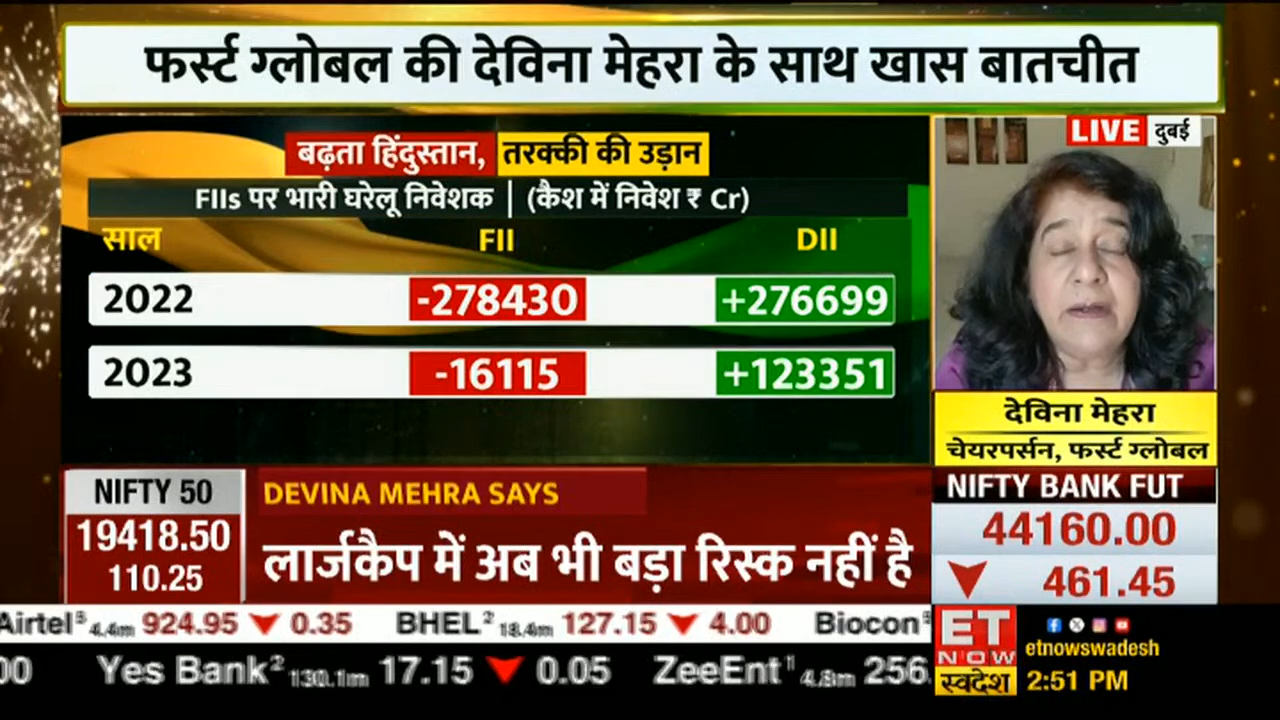 फर्स्ट ग्लोबल की देविना मेहरा के साथ खास बातचीत
बढ़ता हिंदुस्तान, तरक्की की उड़ान
FIIs पर भारी घरेलू निवेशक | (कैश में निवेश ₹ Cr)
साल FII DII
2022 -278430 +276699
2023 -16115 +123351
LIVE दुबई
देविना मेहरा
चेयरपर्सन, फर्स्ट ग्लोबल
NIFTY 50
19418.50
110.25
DEVINA MEHRA SAYS
लार्जकैप में अब भी बड़ा रिस्क नहीं है
NIFTY BANK FUT
44160.00
▼ 461.45
Airtel 4.4m 924.95 ▼ 0.35 BHEL² 18.4m 127.15 ▼ 4.00 Biocon
00 Yes Bank² 130.1m 17.15 ▼ 0.05 ZeeEnt¹ 4.8m 256
ET
NOW
स्वदेश
etnowswadesh
2:51 PM